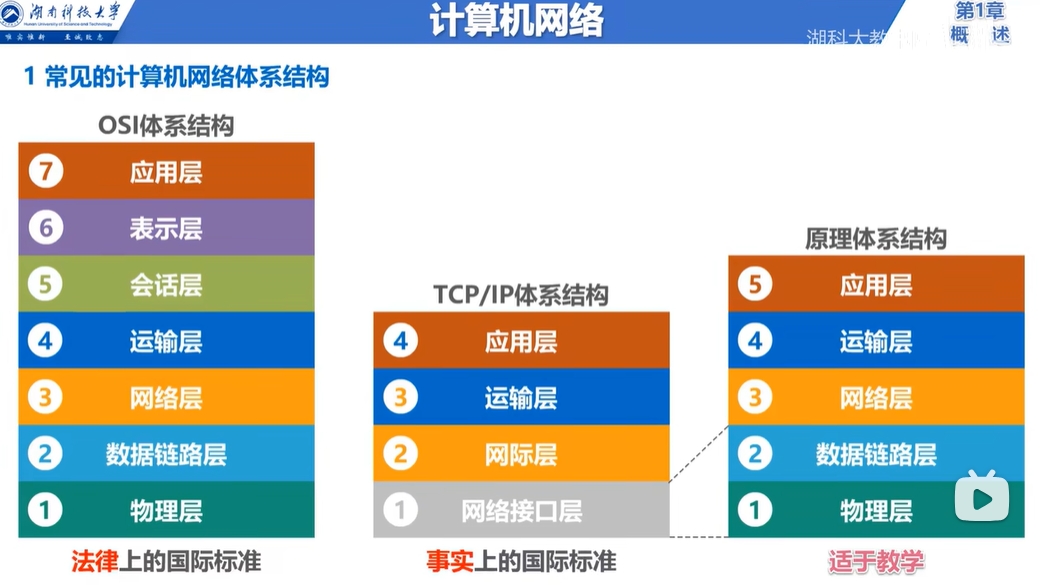 湖南科技大学
Hunan University of Science and Technology
唯实惟新 至诚致志
计算机网络
第1章
概 述
湖科大教
1 常见的计算机网络体系结构
OSI体系结构
7 应用层
6 表示层
5 会话层
4 运输层
3 网络层
2 数据链路层
1 物理层
法律上的国际标准
TCP/IP体系结构
4 应用层
3 运输层
2 网际层
1 网络接口层
事实上的国际标准
原理体系结构
5 应用层
4 运输层
3 网络层
2 数据链路层
1 物理层
适于教学